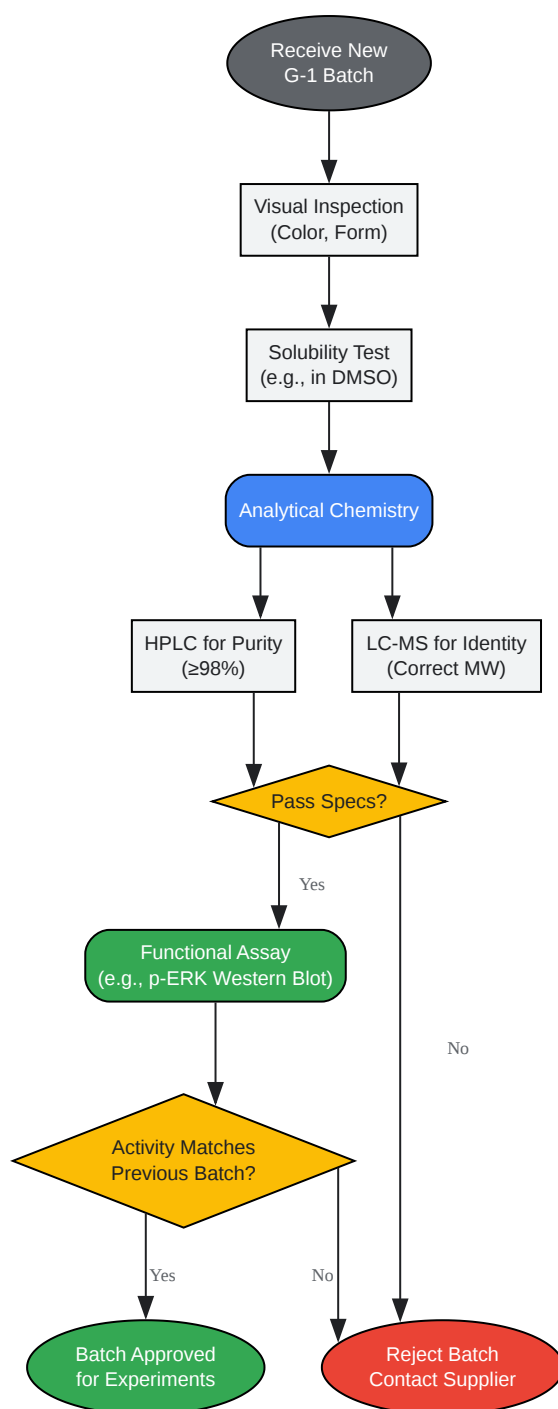 Receive New
G-1 Batch
Visual Inspection
(Color, Form)
Solubility Test
(e.g., in DMSO)
Analytical Chemistry
HPLC for Purity
(≥98%)
LC-MS for Identity
(Correct MW)
Pass Specs?
Yes
Functional Assay
(e.g., p-ERK Western Blot)
No
Activity Matches
Previous Batch?
Yes
No
Batch Approved
for Experiments
Reject Batch
Contact Supplier